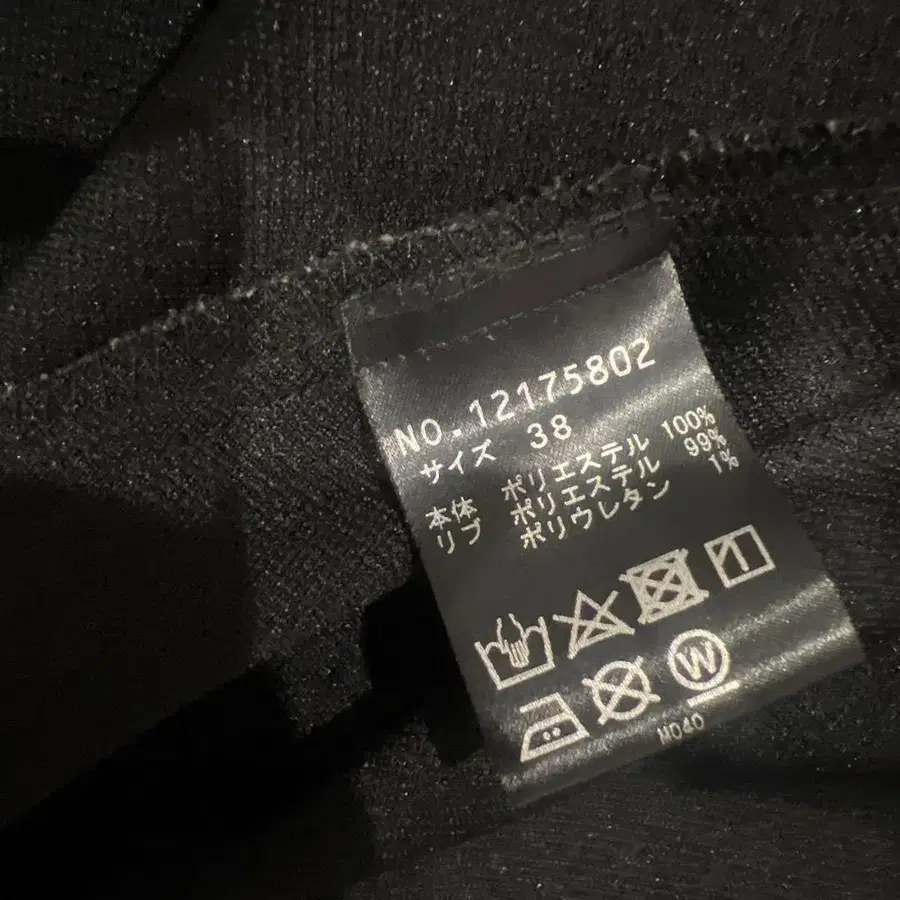 NO.12175802
サイズ 38
本体 ポリエステル 100%
リブ ポリエステル 99%
ポリウレタン 1%
W
M040